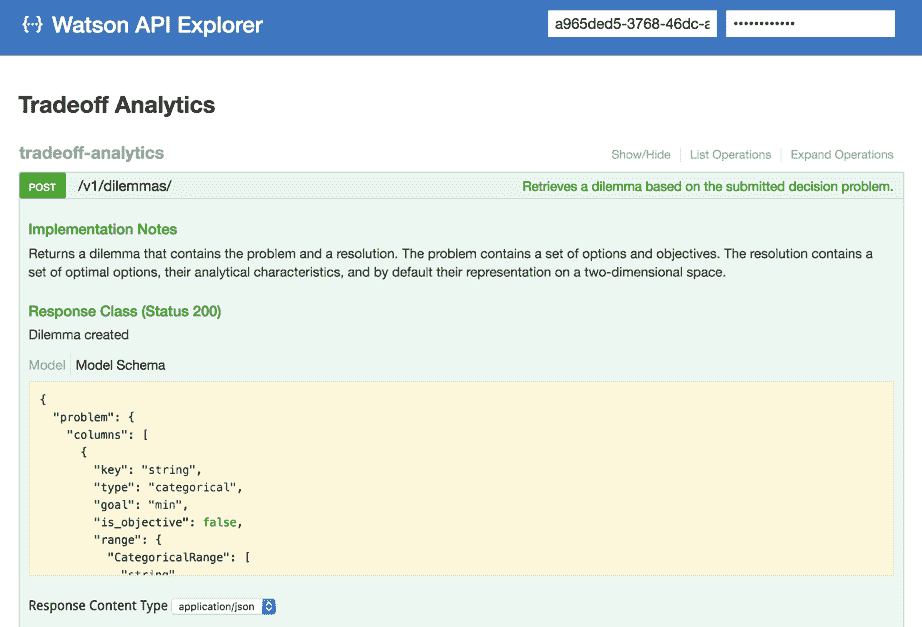 {··} Watson API Explorer
a965ded5-3768-46dc-a
••••••••••••
Tradeoff Analytics
tradeoff-analytics
Show/Hide List Operations Expand Operations
POST /v1/dilemmas/ Retrieves a dilemma based on the submitted decision problem.
Implementation Notes
Returns a dilemma that contains the problem and a resolution. The problem contains a set of options and objectives. The resolution contains a
set of optimal options, their analytical characteristics, and by default their representation on a two-dimensional space.
Response Class (Status 200)
Dilemma created
Model Model Schema
{
"problem": {
"columns": [
{
"key": "string",
"type": "categorical",
"goal": "min",
"is_objective": false,
"range": {
"CategoricalRange": [
"string"
Response Content Type application/json